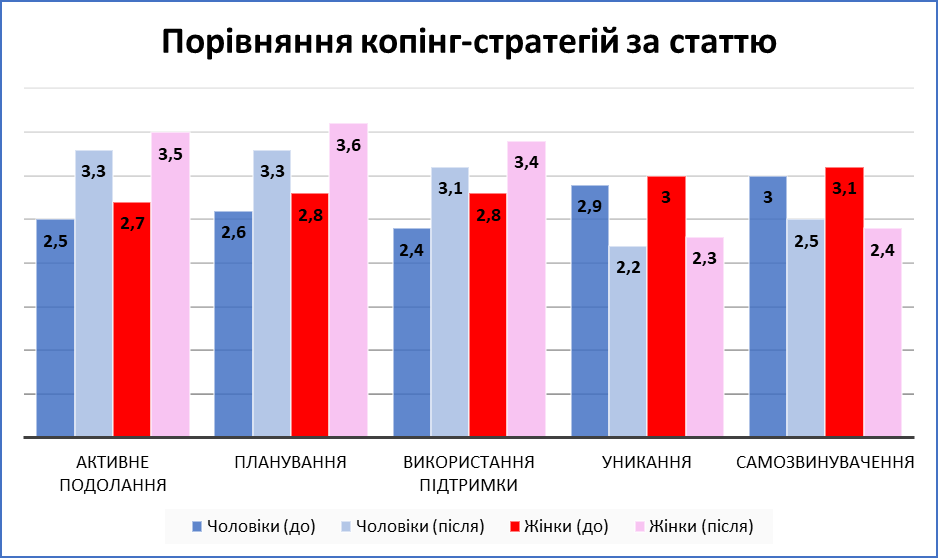 Порівняння копінг-стратегій за статтю
2,5 3,3 2,7 3,5
2,6 3,3 2,8 3,6
2,4 3,1 2,8 3,4
2,9 2,2 3 2,3
3 2,5 3,1 2,4
АКТИВНЕ
ПОДОЛАННЯ
ПЛАНУВАННЯ
ВИКОРИСТАННЯ
ПІДТРИМКИ
УНИКАННЯ
САМОЗВИНУВАЧЕННЯ
Чоловіки (до) Чоловіки (після) Жінки (до) Жінки (після)